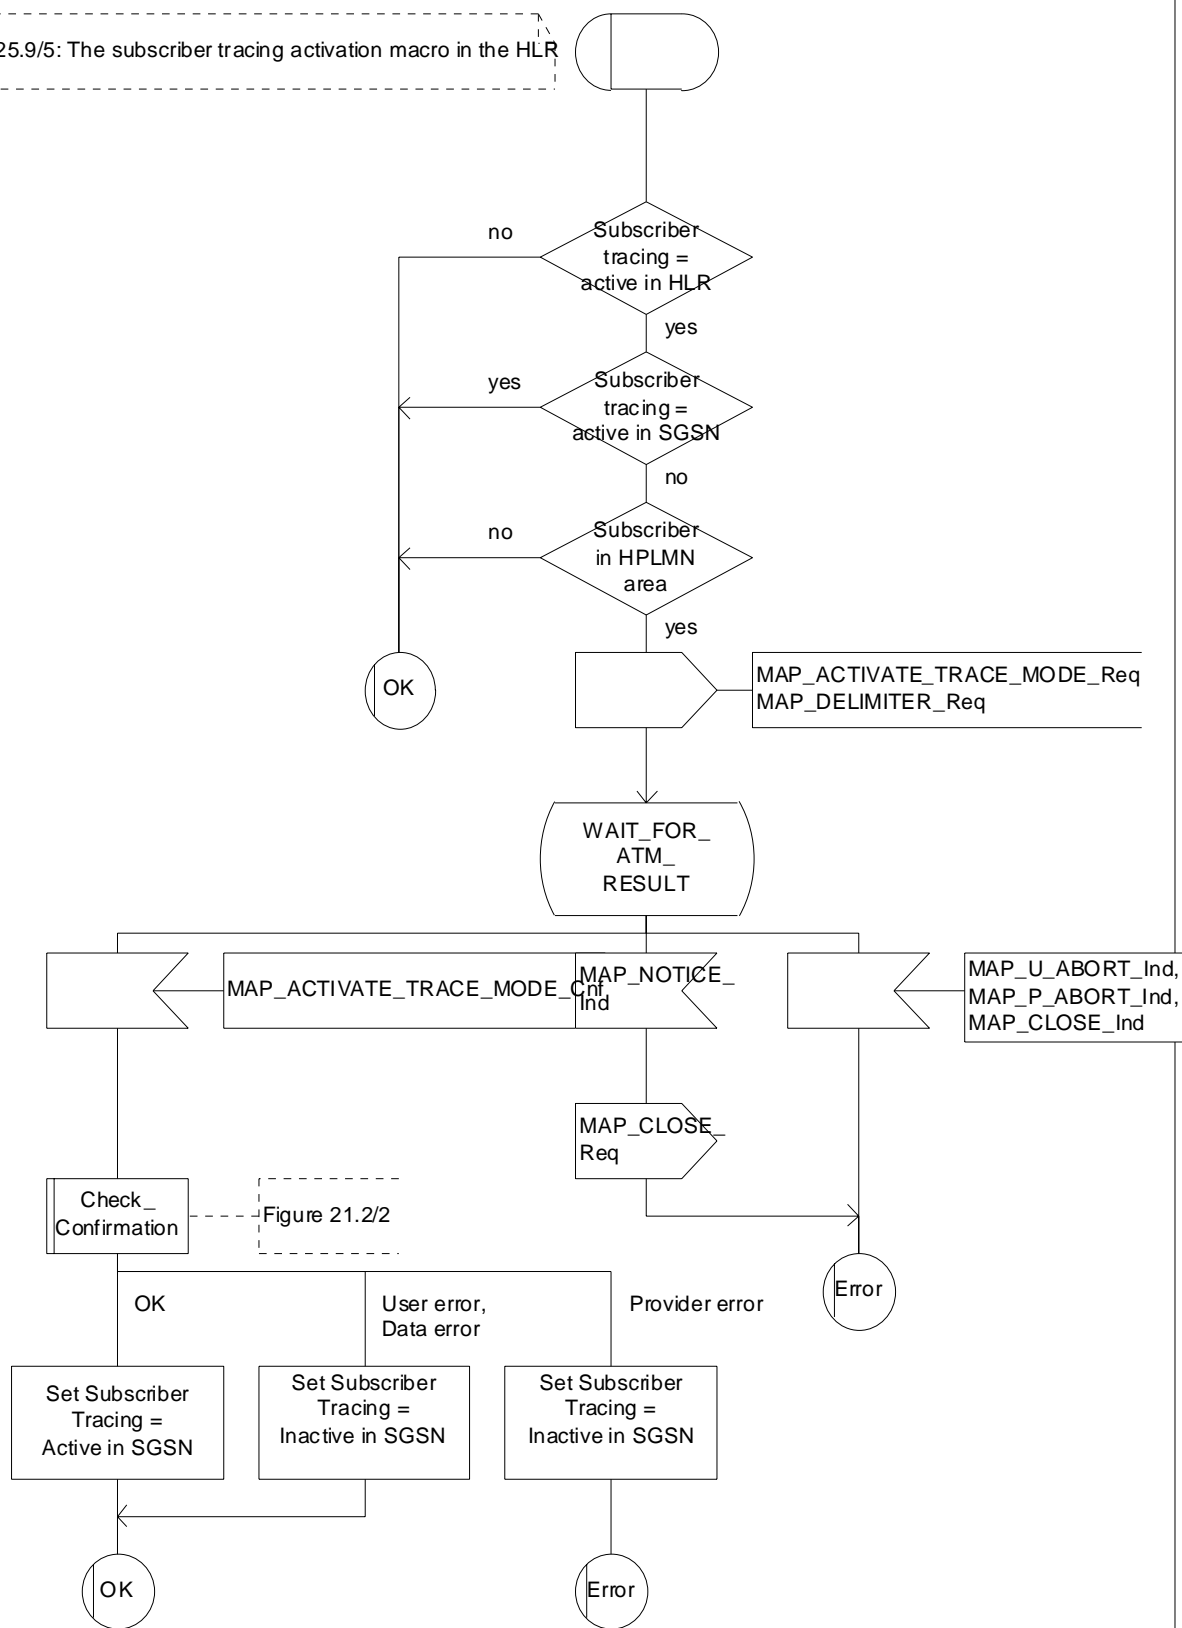 25.9/5: The subscriber tracing activation macro in the HLR
no
Subscriber
tracing =
active in HLR
yes
yes
Subscriber
tracing =
active in SGSN
no
no
Subscriber
in HPLMN
area
yes
OK
MAP_ACTIVATE_TRACE_MODE_Req
MAP_DELIMITER_Req
WAIT_FOR_
ATM_
RESULT
MAP_ACTIVATE_TRACE_MODE_Cnf
MAP_NOTICE_
Ind
MAP_U_ABORT_Ind,
MAP_P_ABORT_Ind,
MAP_CLOSE_Ind
MAP_CLOSE_
Req
Check_
Confirmation
Figure 21.2/2
Error
OK
User error,
Data error
Provider error
Set Subscriber
Tracing =
Active in SGSN
Set Subscriber
Tracing =
Inactive in SGSN
Set Subscriber
Tracing =
Inactive in SGSN
OK
Error